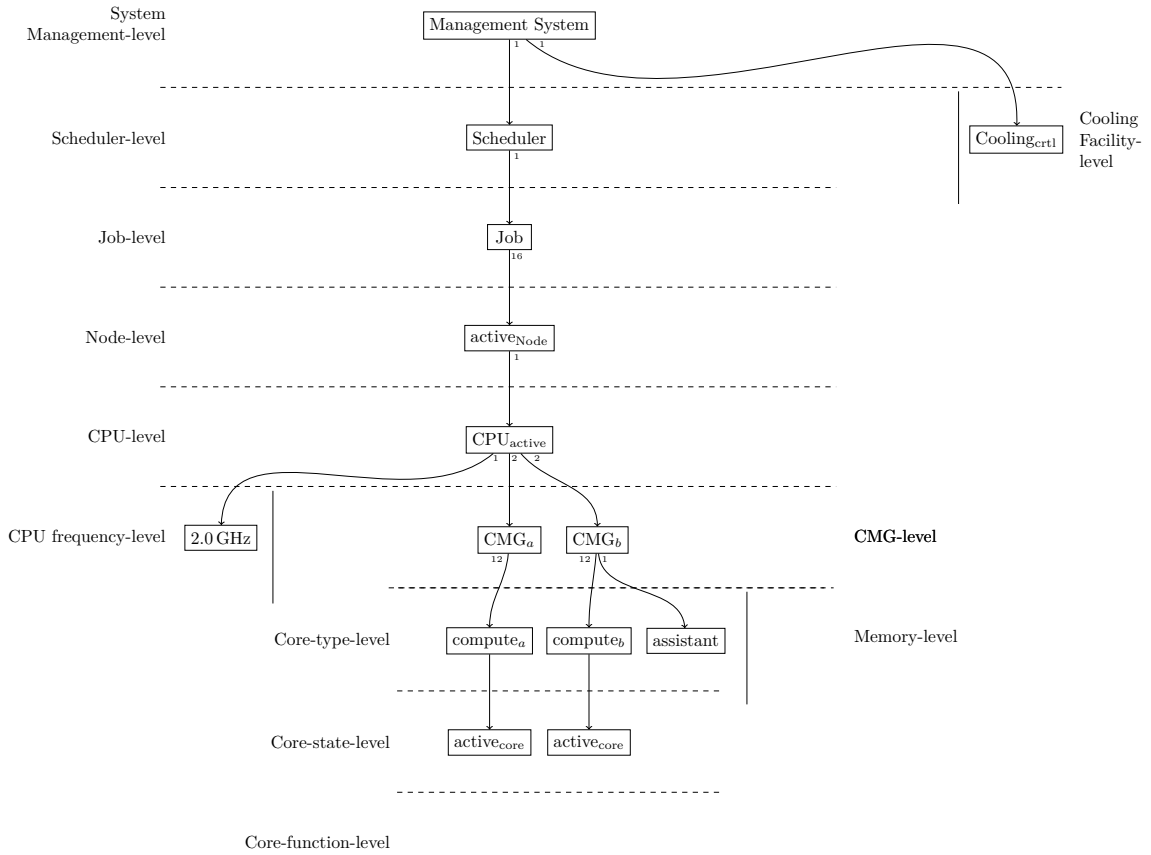 System
Management-level
Management System
1 1
Scheduler-level
Scheduler
1
Cooling_crtl
Cooling
Facility-
level
Job-level
Job
16
Node-level
active_Node
1
CPU-level
CPU_active
1 2 2
CPU frequency-level
2.0 GHz
CMG_a
CMG_b
CMG-level
12
12 1
Core-type-level
compute_a
compute_b
assistant
Memory-level
Core-state-level
active_core
active_core
Core-function-level